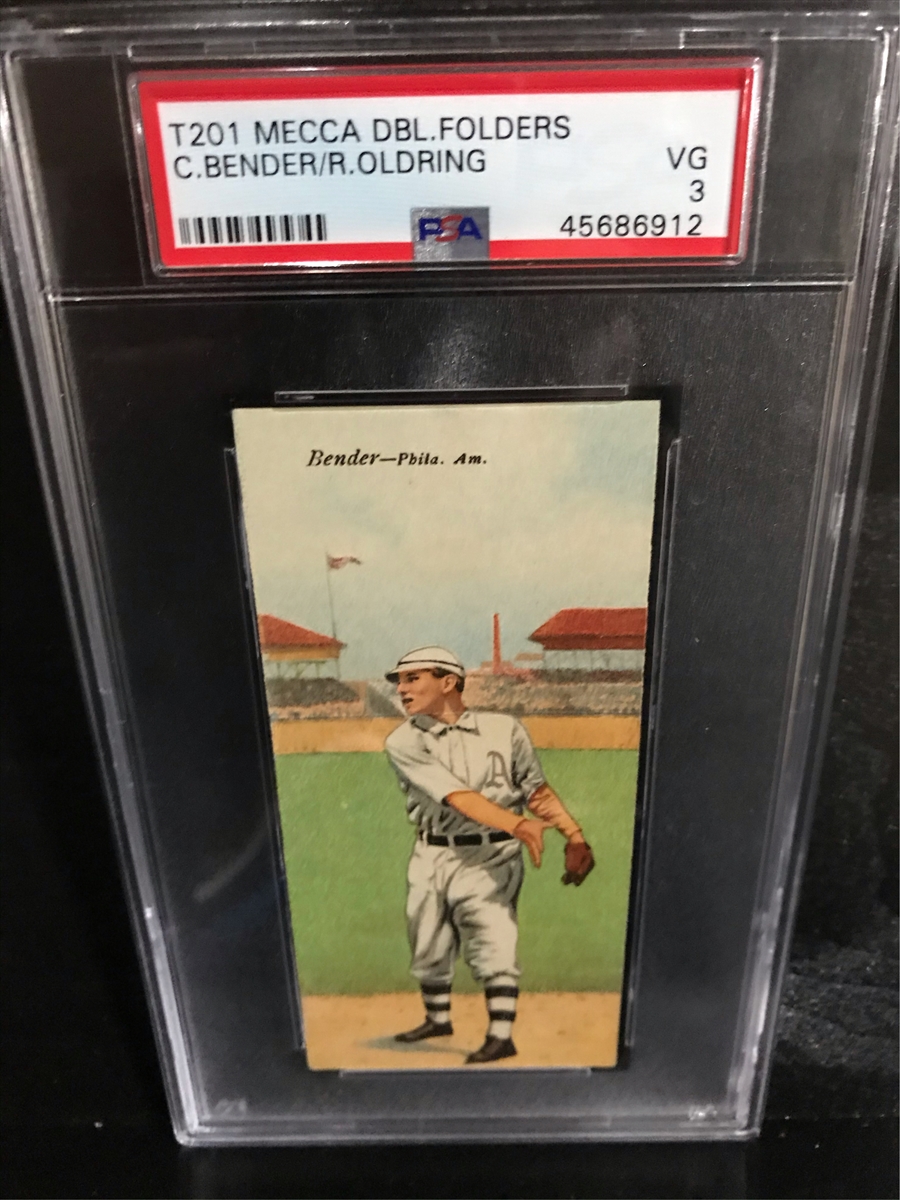 T201 MECCA DBL.FOLDERS
C.BENDER/R.OLDRING
VG
3
PSA
45686912
Bender—Phila. Am.
A